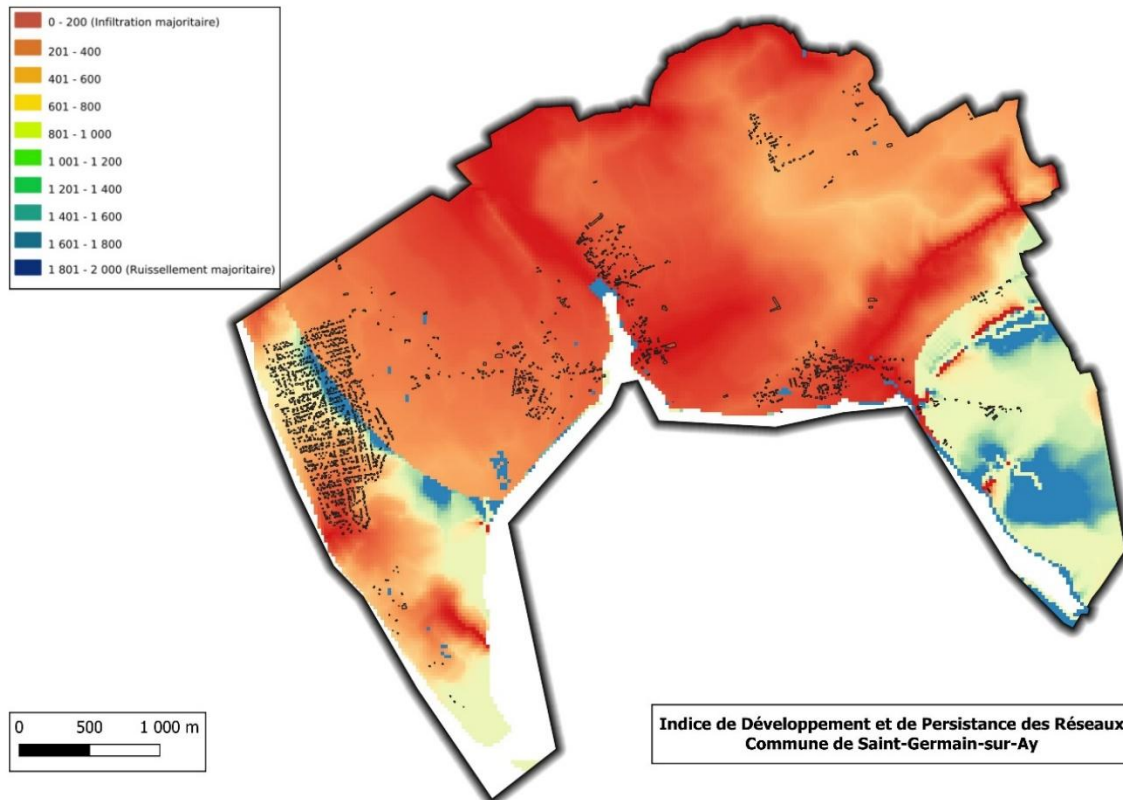 0 - 200 (Infiltration majoritaire)
201 - 400
401 - 600
601 - 800
801 - 1 000
1 001 - 1 200
1 201 - 1 400
1 401 - 1 600
1 601 - 1 800
1 801 - 2 000 (Ruissellement majoritaire)
0 500 1 000 m
Indice de Développement et de Persistance des Réseaux
Commune de Saint-Germain-sur-Ay